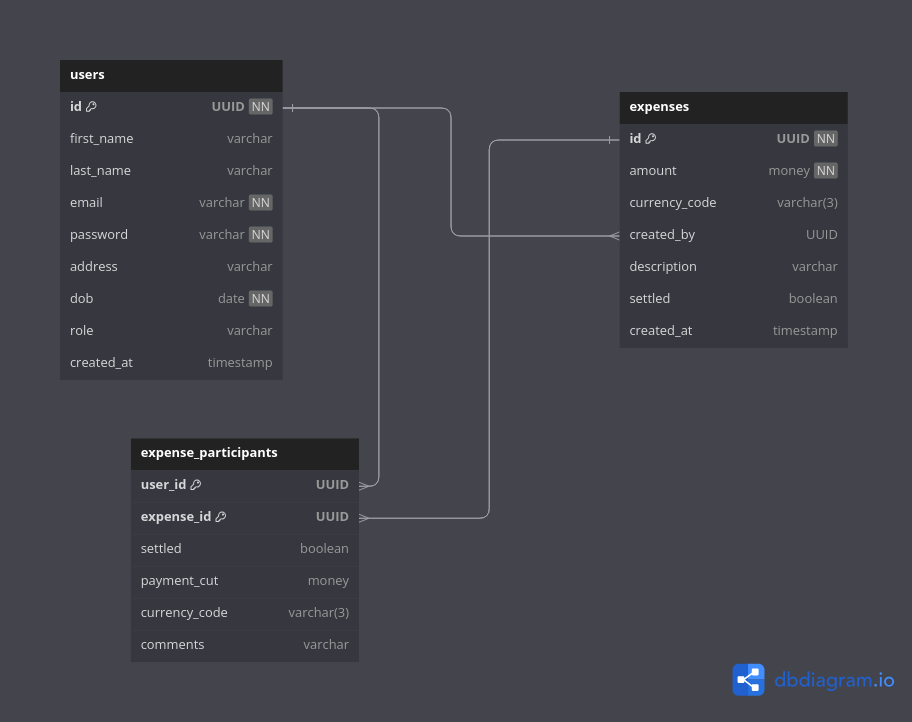 users
id UUID NN
first_name varchar
last_name varchar
email varchar NN
password varchar NN
address varchar
dob date NN
role varchar
created_at timestamp
expenses
id UUID NN
amount money NN
currency_code varchar(3)
created_by UUID
description varchar
settled boolean
created_at timestamp
expense_participants
user_id UUID
expense_id UUID
settled boolean
payment_cut money
currency_code varchar(3)
comments varchar
dbdiagram.io